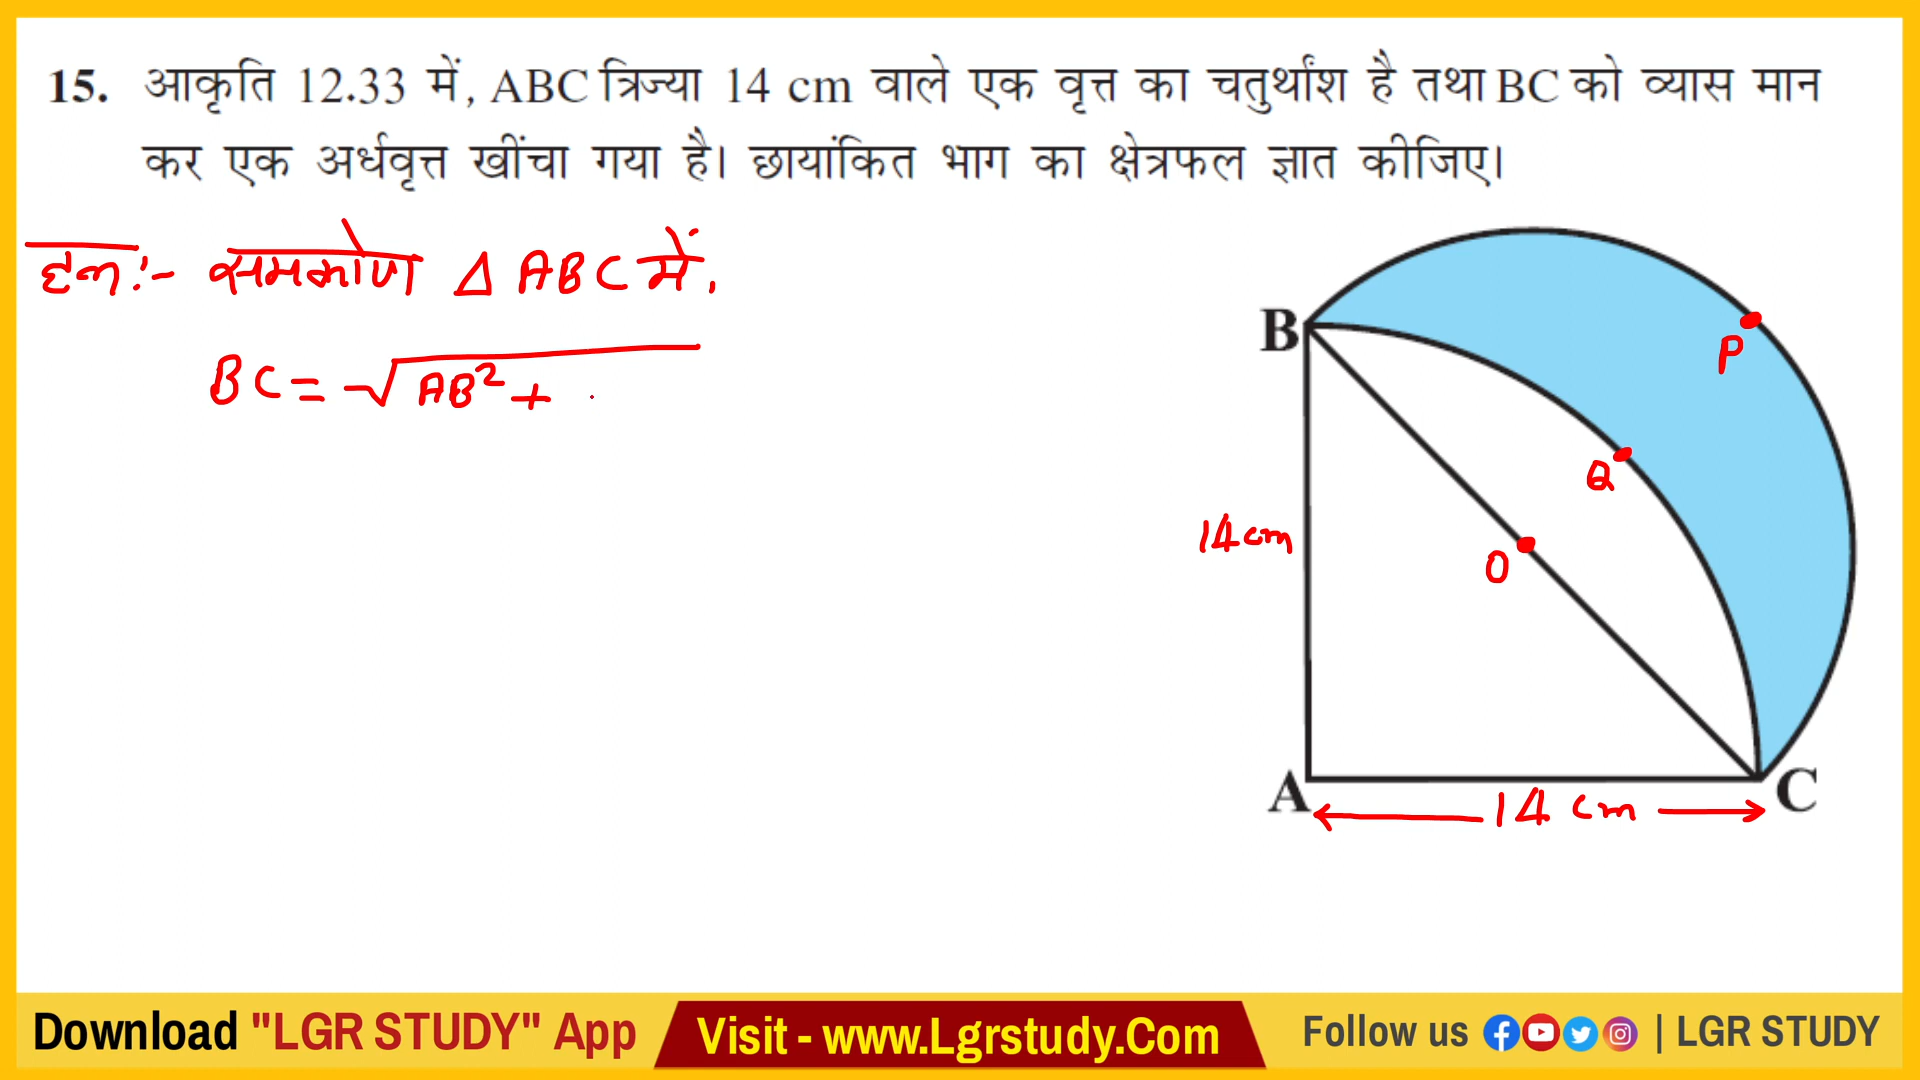 15. आकृति 12.33 में, ABC त्रिज्या 14 cm वाले एक वृत्त का चतुर्थांश है तथा BC को व्यास मान
कर एक अर्धवृत्त खींचा गया है। छायांकित भाग का क्षेत्रफल ज्ञात कीजिए।
हल:- समकोण Δ ABC में,
BC = √AB² +
B
P
Q
14cm
O
A
C
14 cm
Download "LGR STUDY" App
Visit - www.Lgrstudy.Com
Follow us | LGR STUDY